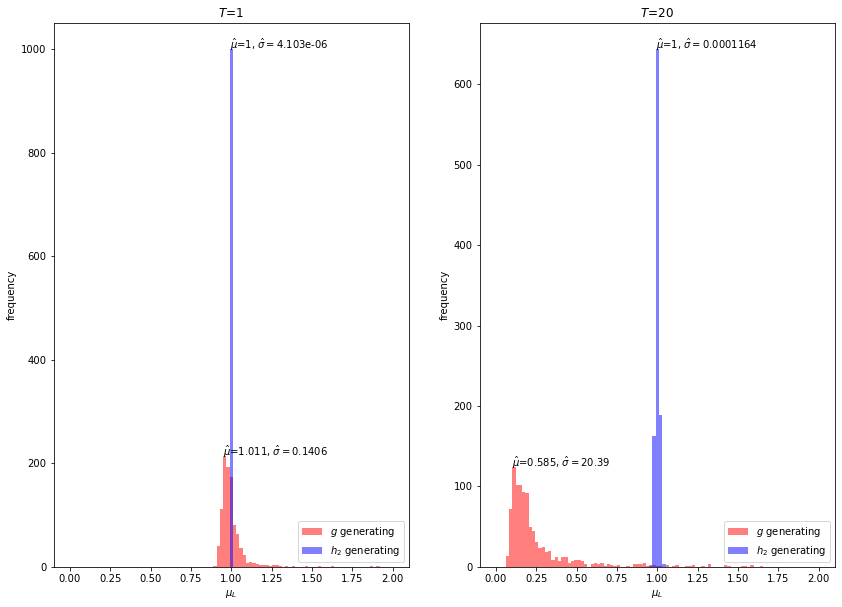 T=1
1000
800
600
400
200
0
frequency
μ̂=1, σ̂ = 4.103e-06
μ̂=1.011, σ̂ = 0.1406
g generating
h₂ generating
0.00 0.25 0.50 0.75 1.00 1.25 1.50 1.75 2.00
μ_L
T=20
600
500
400
300
200
100
0
frequency
μ̂=1, σ̂ = 0.0001164
μ̂=0.585, σ̂ = 20.39
g generating
h₂ generating
0.00 0.25 0.50 0.75 1.00 1.25 1.50 1.75 2.00
μ_L